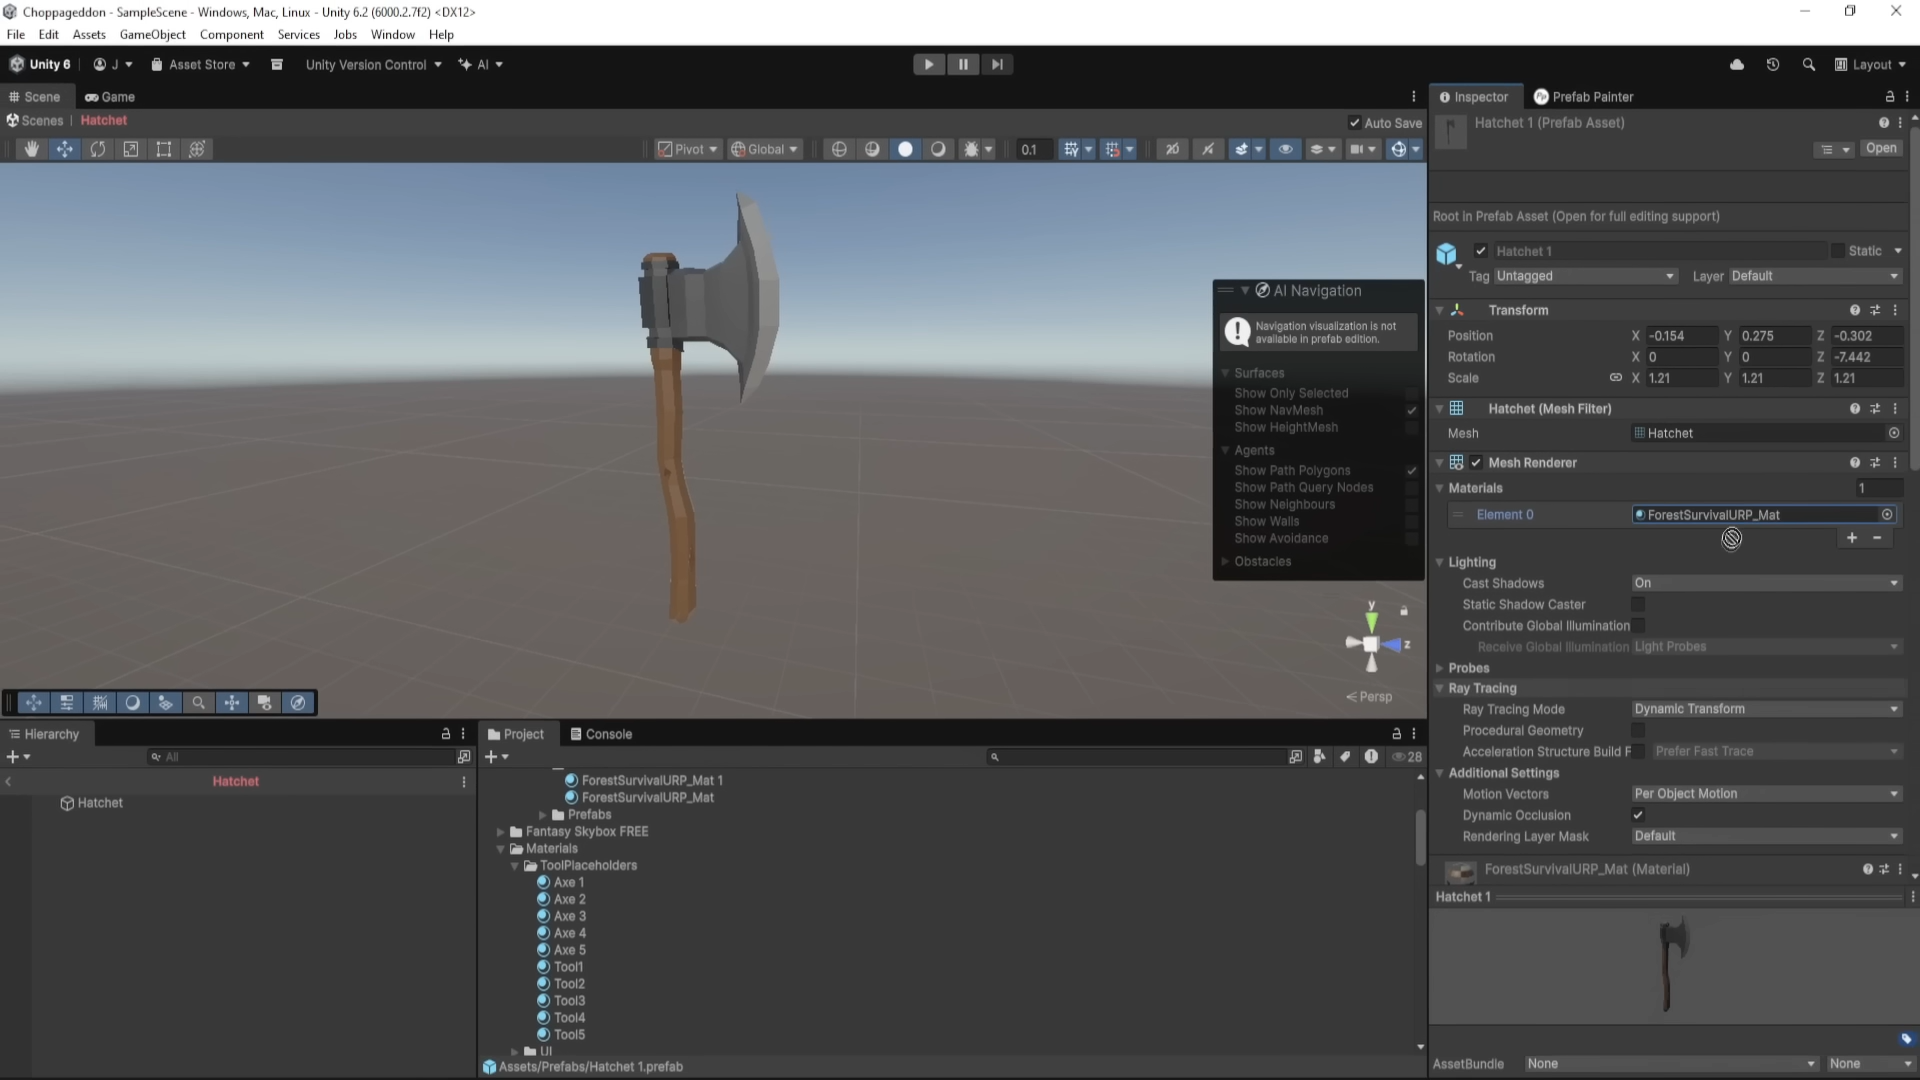 Choppageddon - SampleScene - Windows, Mac, Linux - Unity 6.2 (6000.2.7f2) <DX12>
File Edit Assets GameObject Component Services Jobs Window Help
Unity 6 J Asset Store Unity Version Control AI Layout
Scene Game
Scenes | Hatchet Auto Save
Pivot Global 0.1 2D
AI Navigation
Navigation visualization is not
available in prefab edition.
Surfaces
Show Only Selected
Show NavMesh
Show HeightMesh
Agents
Show Path Polygons
Show Path Query Nodes
Show Neighbours
Show Walls
Show Avoidance
Obstacles
y
z
Persp
Hierarchy
All
Hatchet
Hatchet
Project Console
28
ForestSurvivalURP_Mat 1
ForestSurvivalURP_Mat
Prefabs
Fantasy Skybox FREE
Materials
ToolPlaceholders
Axe 1
Axe 2
Axe 3
Axe 4
Axe 5
Tool1
Tool2
Tool3
Tool4
Tool5
UI
Assets/Prefabs/Hatchet 1.prefab
Inspector Prefab Painter
Hatchet 1 (Prefab Asset)
Open
Root in Prefab Asset (Open for full editing support)
Hatchet 1 Static
Tag Untagged Layer Default
Transform
Position X -0.154 Y 0.275 Z -0.302
Rotation X 0 Y 0 Z -7.442
Scale X 1.21 Y 1.21 Z 1.21
Hatchet (Mesh Filter)
Mesh Hatchet
Mesh Renderer
Materials 1
Element 0 ForestSurvivalURP_Mat
Lighting
Cast Shadows On
Static Shadow Caster
Contribute Global Illumination
Receive Global Illumination Light Probes
Probes
Ray Tracing
Ray Tracing Mode Dynamic Transform
Procedural Geometry
Acceleration Structure Build F Prefer Fast Trace
Additional Settings
Motion Vectors Per Object Motion
Dynamic Occlusion
Rendering Layer Mask Default
ForestSurvivalURP_Mat (Material)
Hatchet 1
AssetBundle None None